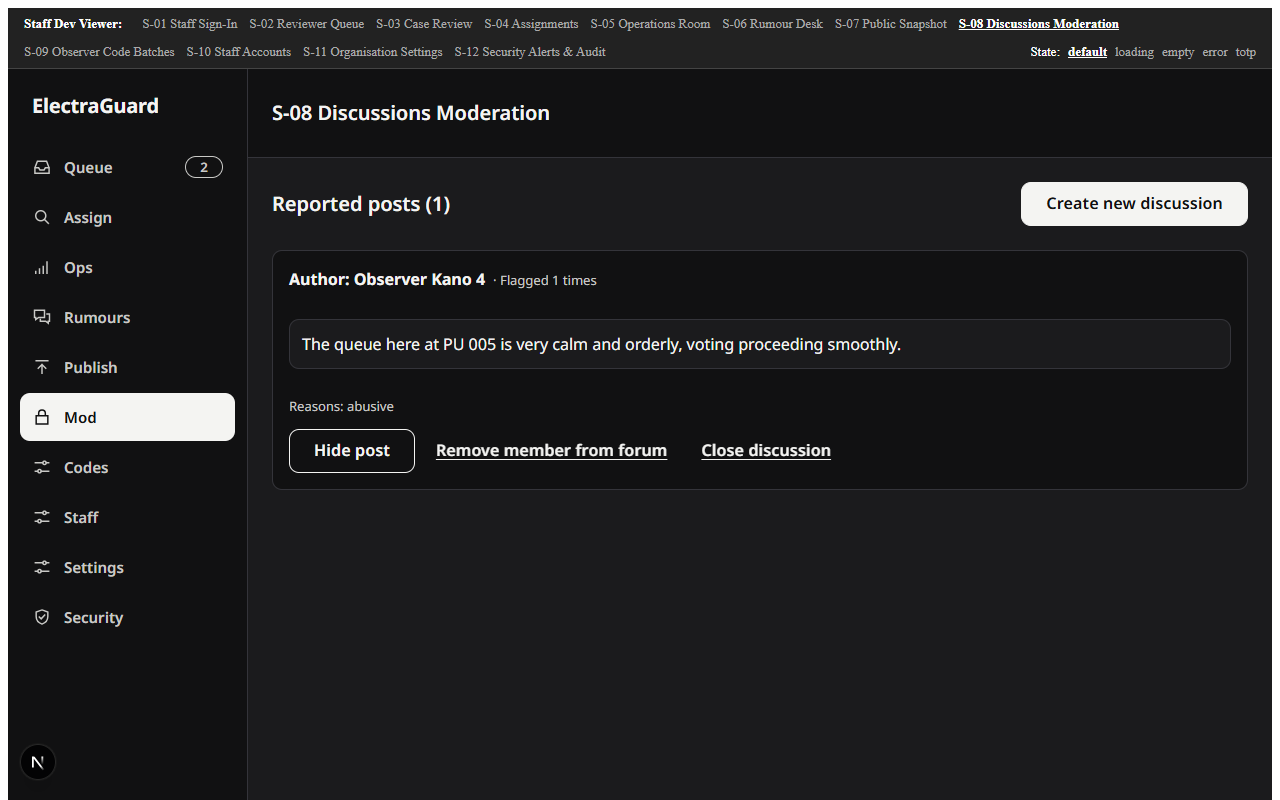 Staff Dev Viewer: S-01 Staff Sign-In S-02 Reviewer Queue S-03 Case Review S-04 Assignments S-05 Operations Room S-06 Rumour Desk S-07 Public Snapshot S-08 Discussions Moderation
S-09 Observer Code Batches S-10 Staff Accounts S-11 Organisation Settings S-12 Security Alerts & Audit State: default loading empty error totp
ElectraGuard
Queue 2
Assign
Ops
Rumours
Publish
Mod
Codes
Staff
Settings
Security
N
S-08 Discussions Moderation
Reported posts (1)
Create new discussion
Author: Observer Kano 4 · Flagged 1 times
The queue here at PU 005 is very calm and orderly, voting proceeding smoothly.
Reasons: abusive
Hide post Remove member from forum Close discussion